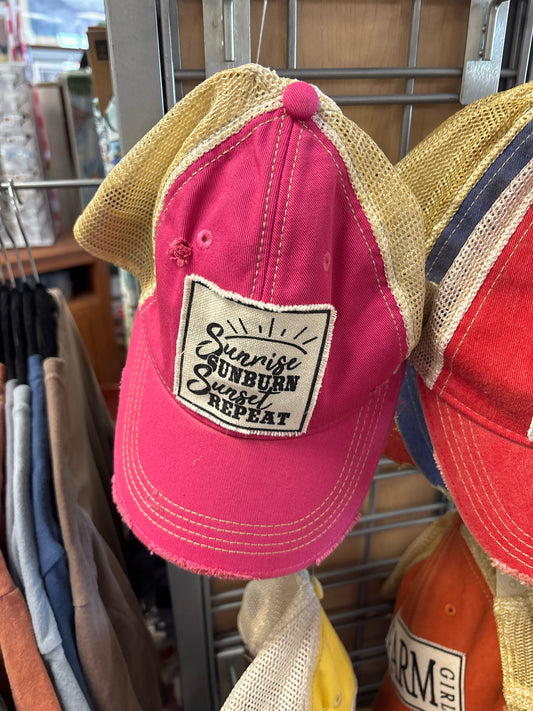 Sunrise
SUNBURN
Sunset
REPEAT
ARM
GIRL